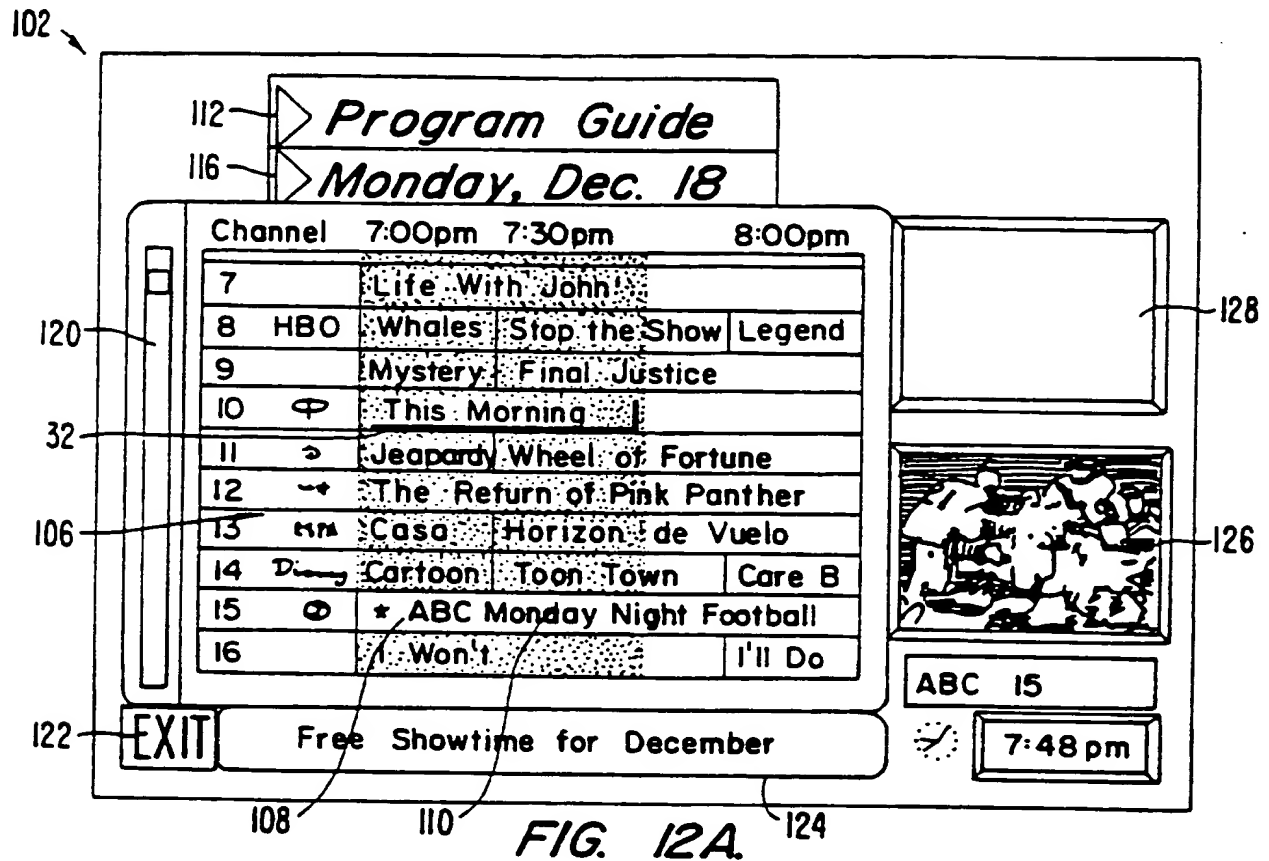 102
112
Program Guide
116
Monday, Dec. 18
Channel 7:00pm 7:30pm 8:00pm
7 Life With John
8 HBO Whales Stop the Show Legend
128
120
9 Mystery Final Justice
10 This Morning
32
11 Jeapardy Wheel of Fortune
12 The Return of Pink Panther
106
13 Casa Horizon de Vuelo
126
14 Cartoon Toon Town Care B
15 * ABC Monday Night Football
16 I Won't I'll Do
ABC 15
122
EXIT Free Showtime for December
7:48pm
108 110 124
FIG. 12A.